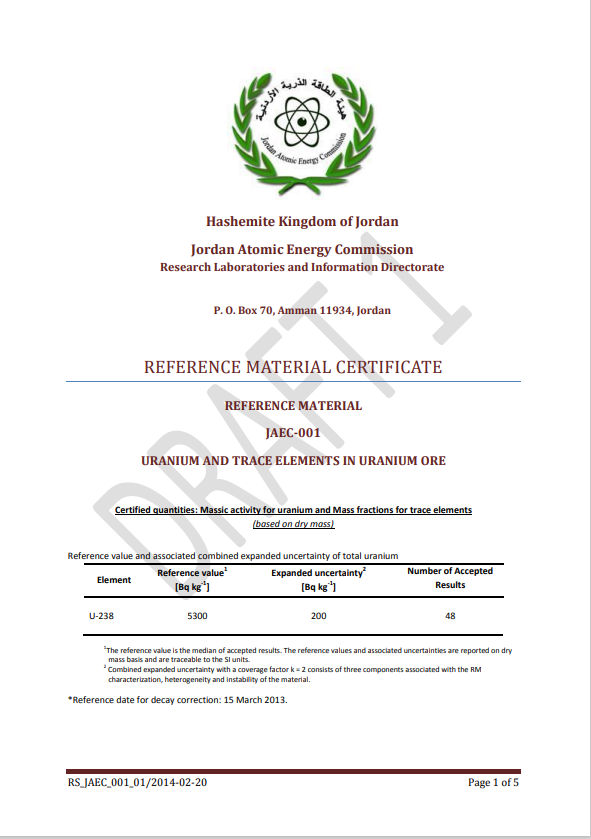 هيئة الطاقة الذرية الأردنية
Jordan Atomic Energy Commission
Hashemite Kingdom of Jordan
Jordan Atomic Energy Commission
Research Laboratories and Information Directorate
P. O. Box 70, Amman 11934, Jordan
DRAFT 1
REFERENCE MATERIAL CERTIFICATE
REFERENCE MATERIAL
JAEC-001
URANIUM AND TRACE ELEMENTS IN URANIUM ORE
Certified quantities: Massic activity for uranium and Mass fractions for trace elements
(based on dry mass)
Reference value and associated combined expanded uncertainty of total uranium
Element Reference value¹ [Bq kg⁻¹] Expanded uncertainty² [Bq kg⁻¹] Number of Accepted Results
U-238 5300 200 48
¹The reference value is the median of accepted results. The reference values and associated uncertainties are reported on dry
mass basis and are traceable to the SI units.
² Combined expanded uncertainty with a coverage factor k = 2 consists of three components associated with the RM
characterization, heterogeneity and instability of the material.
*Reference date for decay correction: 15 March 2013.
RS_JAEC_001_01/2014-02-20 Page 1 of 5